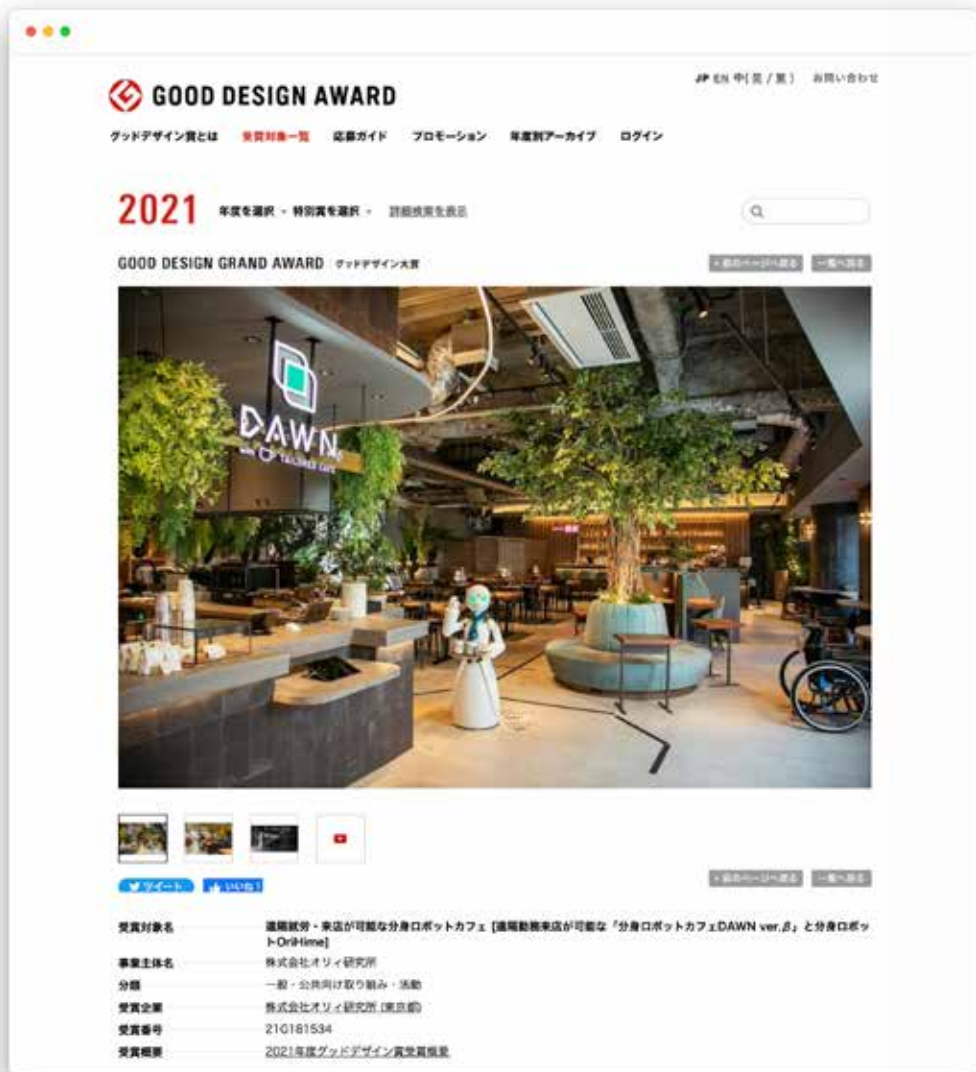 GOOD DESIGN AWARD
JP EN 中(简 / 繁) お問い合わせ
グッドデザイン賞とは 受賞対象一覧 応募ガイド プロモーション 年度別アーカイブ ログイン
2021 年度を選択 特別賞を選択 詳細検索を表示
GOOD DESIGN GRAND AWARD グッドデザイン大賞
前のページへ戻る 一覧へ戻る
DAWN
with TAILORED CAFE
ツイート いいね!
前のページへ戻る 一覧へ戻る
受賞対象名 遠隔就労・来店が可能な分身ロボットカフェ [遠隔勤務来店が可能な「分身ロボットカフェDAWN ver.β」と分身ロボッ
トOriHime]
事業主体名 株式会社オリィ研究所
分類 一般・公共向け取り組み・活動
受賞企業 株式会社オリィ研究所 (東京都)
受賞番号 21G181534
受賞概要 2021年度グッドデザイン賞受賞概要